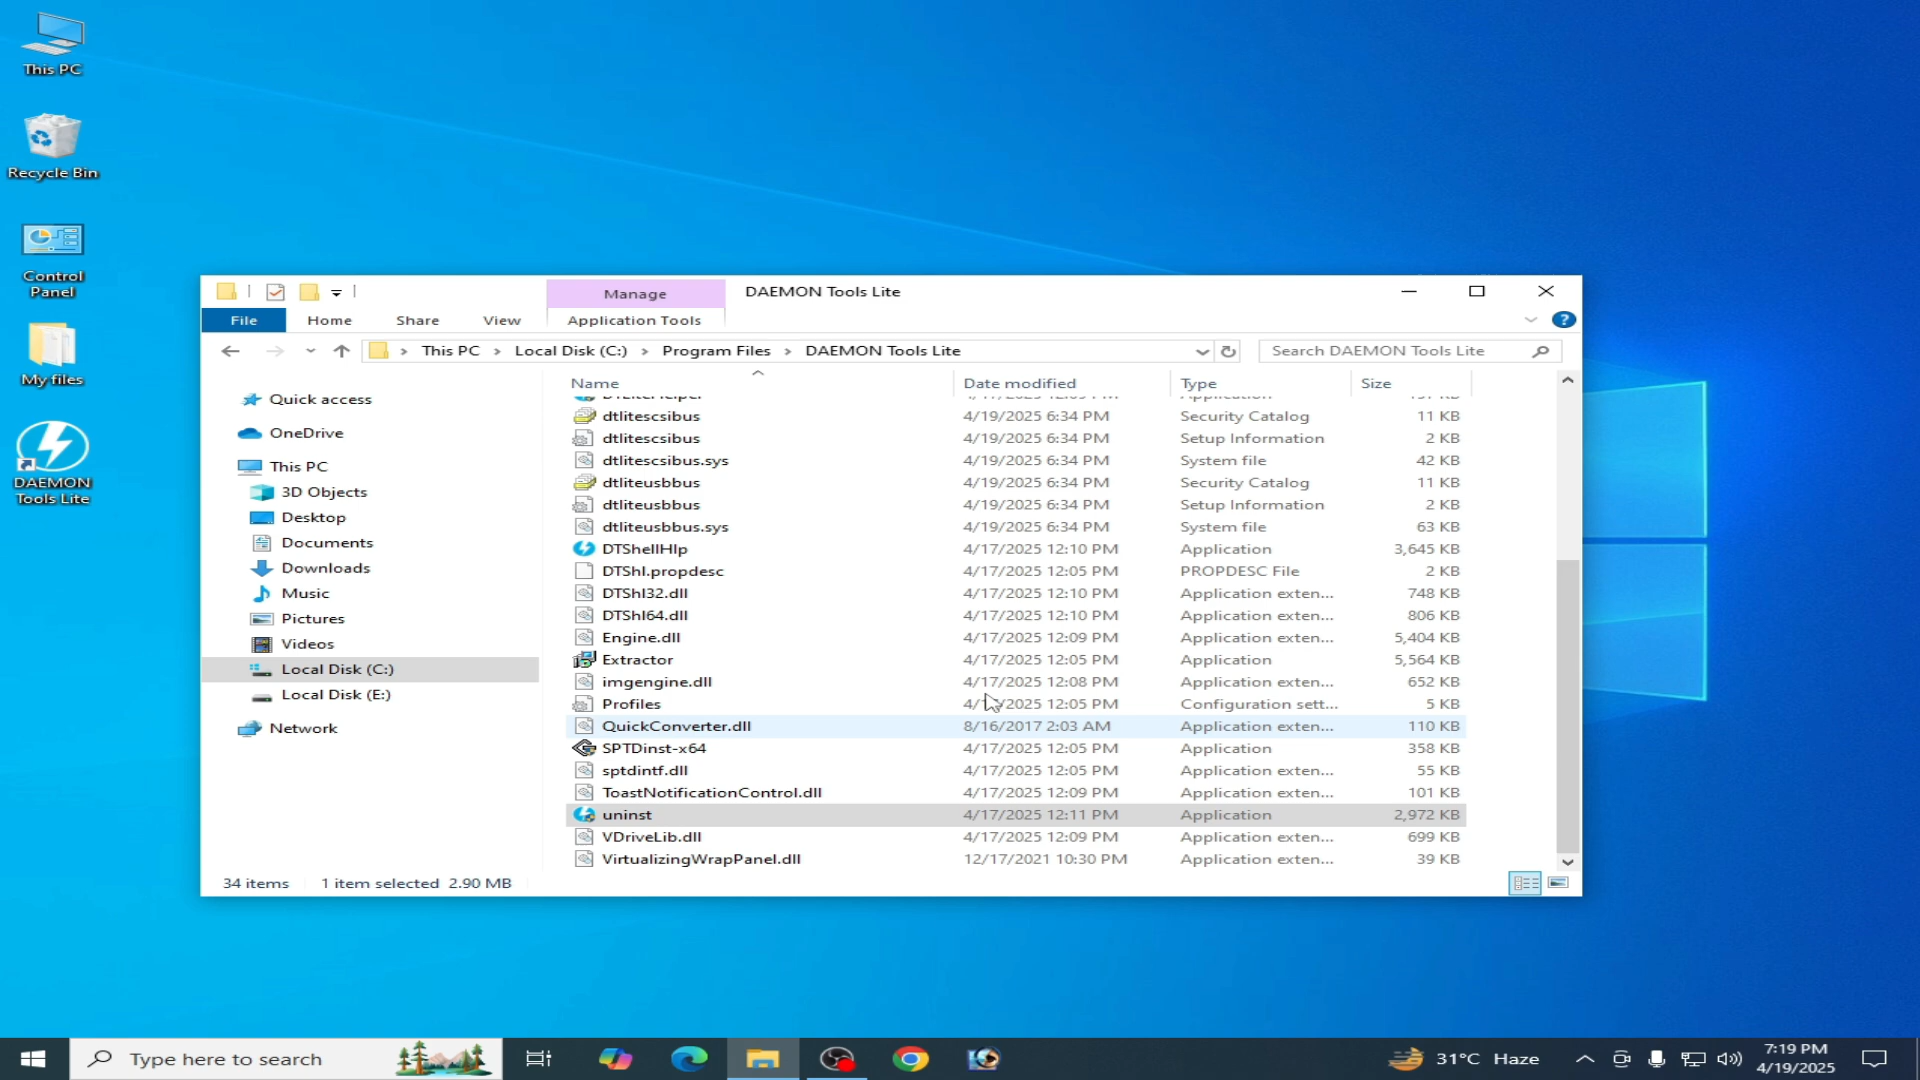 This PC
Recycle Bin
Control
Panel
My files
DAEMON
Tools Lite
Manage
DAEMON Tools Lite
File
Home
Share
View
Application Tools
?
This PC > Local Disk (C:) > Program Files > DAEMON Tools Lite
Search DAEMON Tools Lite
Quick access
OneDrive
This PC
3D Objects
Desktop
Documents
Downloads
Music
Pictures
Videos
Local Disk (C:)
Local Disk (E:)
Network
Name Date modified Type Size
dtlitescsibus 4/19/2025 6:34 PM Security Catalog 11 KB
dtlitescsibus 4/19/2025 6:34 PM Setup Information 2 KB
dtlitescsibus.sys 4/19/2025 6:34 PM System file 42 KB
dtliteusbbus 4/19/2025 6:34 PM Security Catalog 11 KB
dtliteusbbus 4/19/2025 6:34 PM Setup Information 2 KB
dtliteusbbus.sys 4/19/2025 6:34 PM System file 63 KB
DTShellHlp 4/17/2025 12:10 PM Application 3,645 KB
DTShl.propdesc 4/17/2025 12:05 PM PROPDESC File 2 KB
DTShl32.dll 4/17/2025 12:10 PM Application exten... 748 KB
DTShl64.dll 4/17/2025 12:10 PM Application exten... 806 KB
Engine.dll 4/17/2025 12:09 PM Application exten... 5,404 KB
Extractor 4/17/2025 12:05 PM Application 5,564 KB
imgengine.dll 4/17/2025 12:08 PM Application exten... 652 KB
Profiles 4/17/2025 12:05 PM Configuration sett... 5 KB
QuickConverter.dll 8/16/2017 2:03 AM Application exten... 110 KB
SPTDinst-x64 4/17/2025 12:05 PM Application 358 KB
sptdintf.dll 4/17/2025 12:05 PM Application exten... 55 KB
ToastNotificationControl.dll 4/17/2025 12:09 PM Application exten... 101 KB
uninst 4/17/2025 12:11 PM Application 2,972 KB
VDriveLib.dll 4/17/2025 12:09 PM Application exten... 699 KB
VirtualizingWrapPanel.dll 12/17/2021 10:30 PM Application exten... 39 KB
34 items 1 item selected 2.90 MB
Type here to search
31°C Haze
7:19 PM
4/19/2025